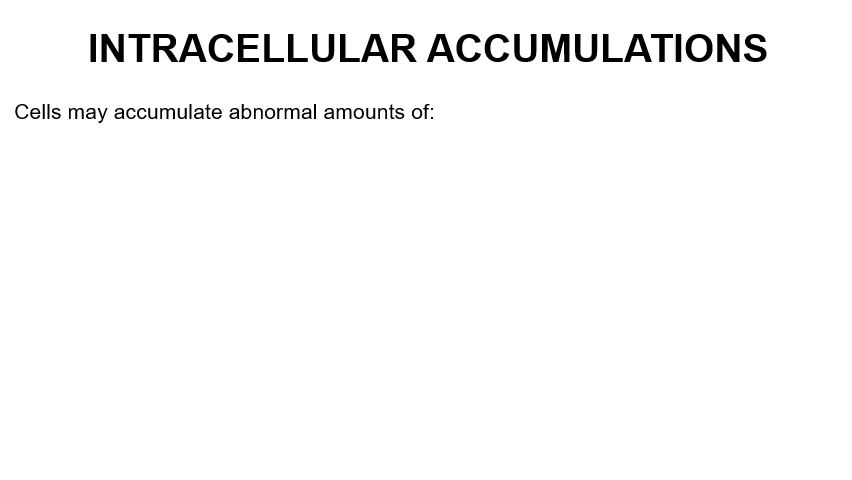 INTRACELLULAR ACCUMULATIONS
Cells may accumulate abnormal amounts of: